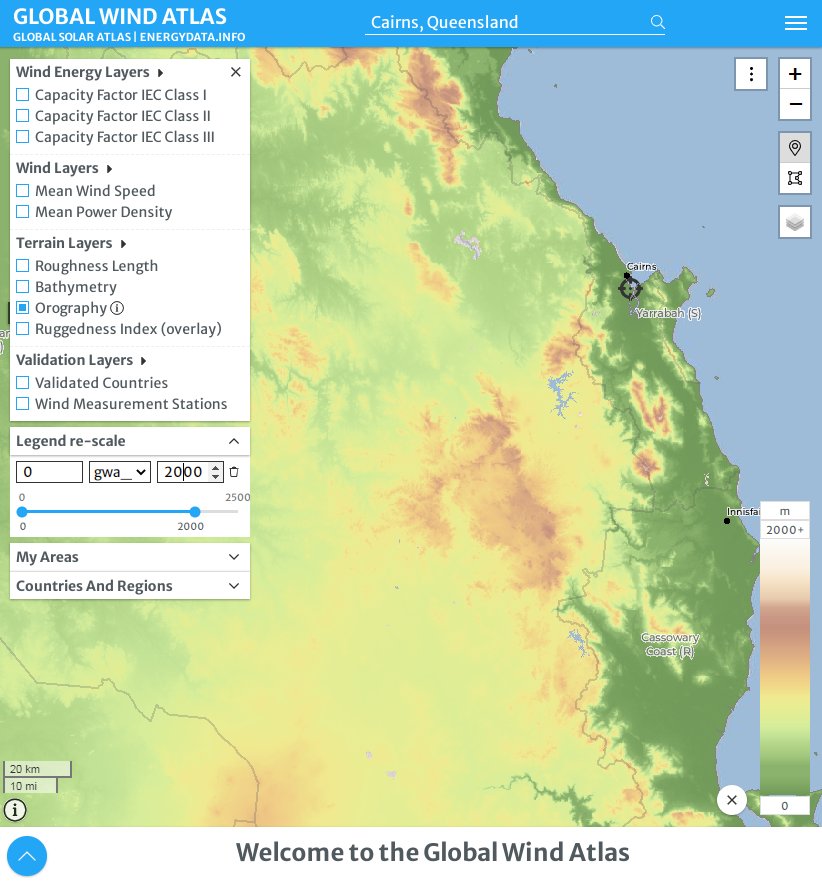 GLOBAL WIND ATLAS
GLOBAL SOLAR ATLAS | ENERGYDATA.INFO
Cairns, Queensland
Wind Energy Layers
Capacity Factor IEC Class I
Capacity Factor IEC Class II
Capacity Factor IEC Class III
Wind Layers
Mean Wind Speed
Mean Power Density
Terrain Layers
Roughness Length
Bathymetry
Orography
Ruggedness Index (overlay)
Validation Layers
Validated Countries
Wind Measurement Stations
Legend re-scale
0 gwa_ 2000
0 2500
0 2000
My Areas
Countries And Regions
Cairns
Yarrabah (S)
Innisfa
Cassowary
Coast (R)
m
2000+
0
20 km
10 mi
Welcome to the Global Wind Atlas